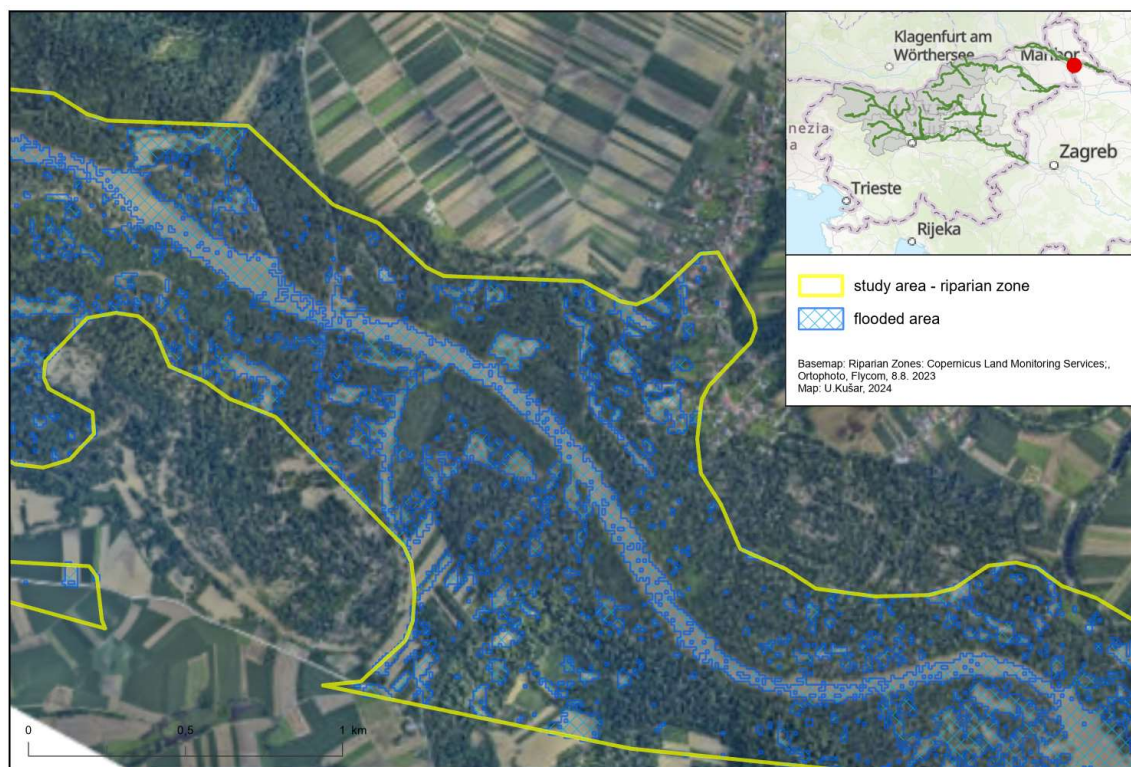 Klagenfurt am
Wörthersee
Maribor
Zagreb
Trieste
Rijeka
study area - riparian zone
flooded area
Basemap: Riparian Zones: Copernicus Land Monitoring Services;,
Ortophoto, Flycom, 8.8. 2023
Map: U.Kušar, 2024
0
0,5
1 km